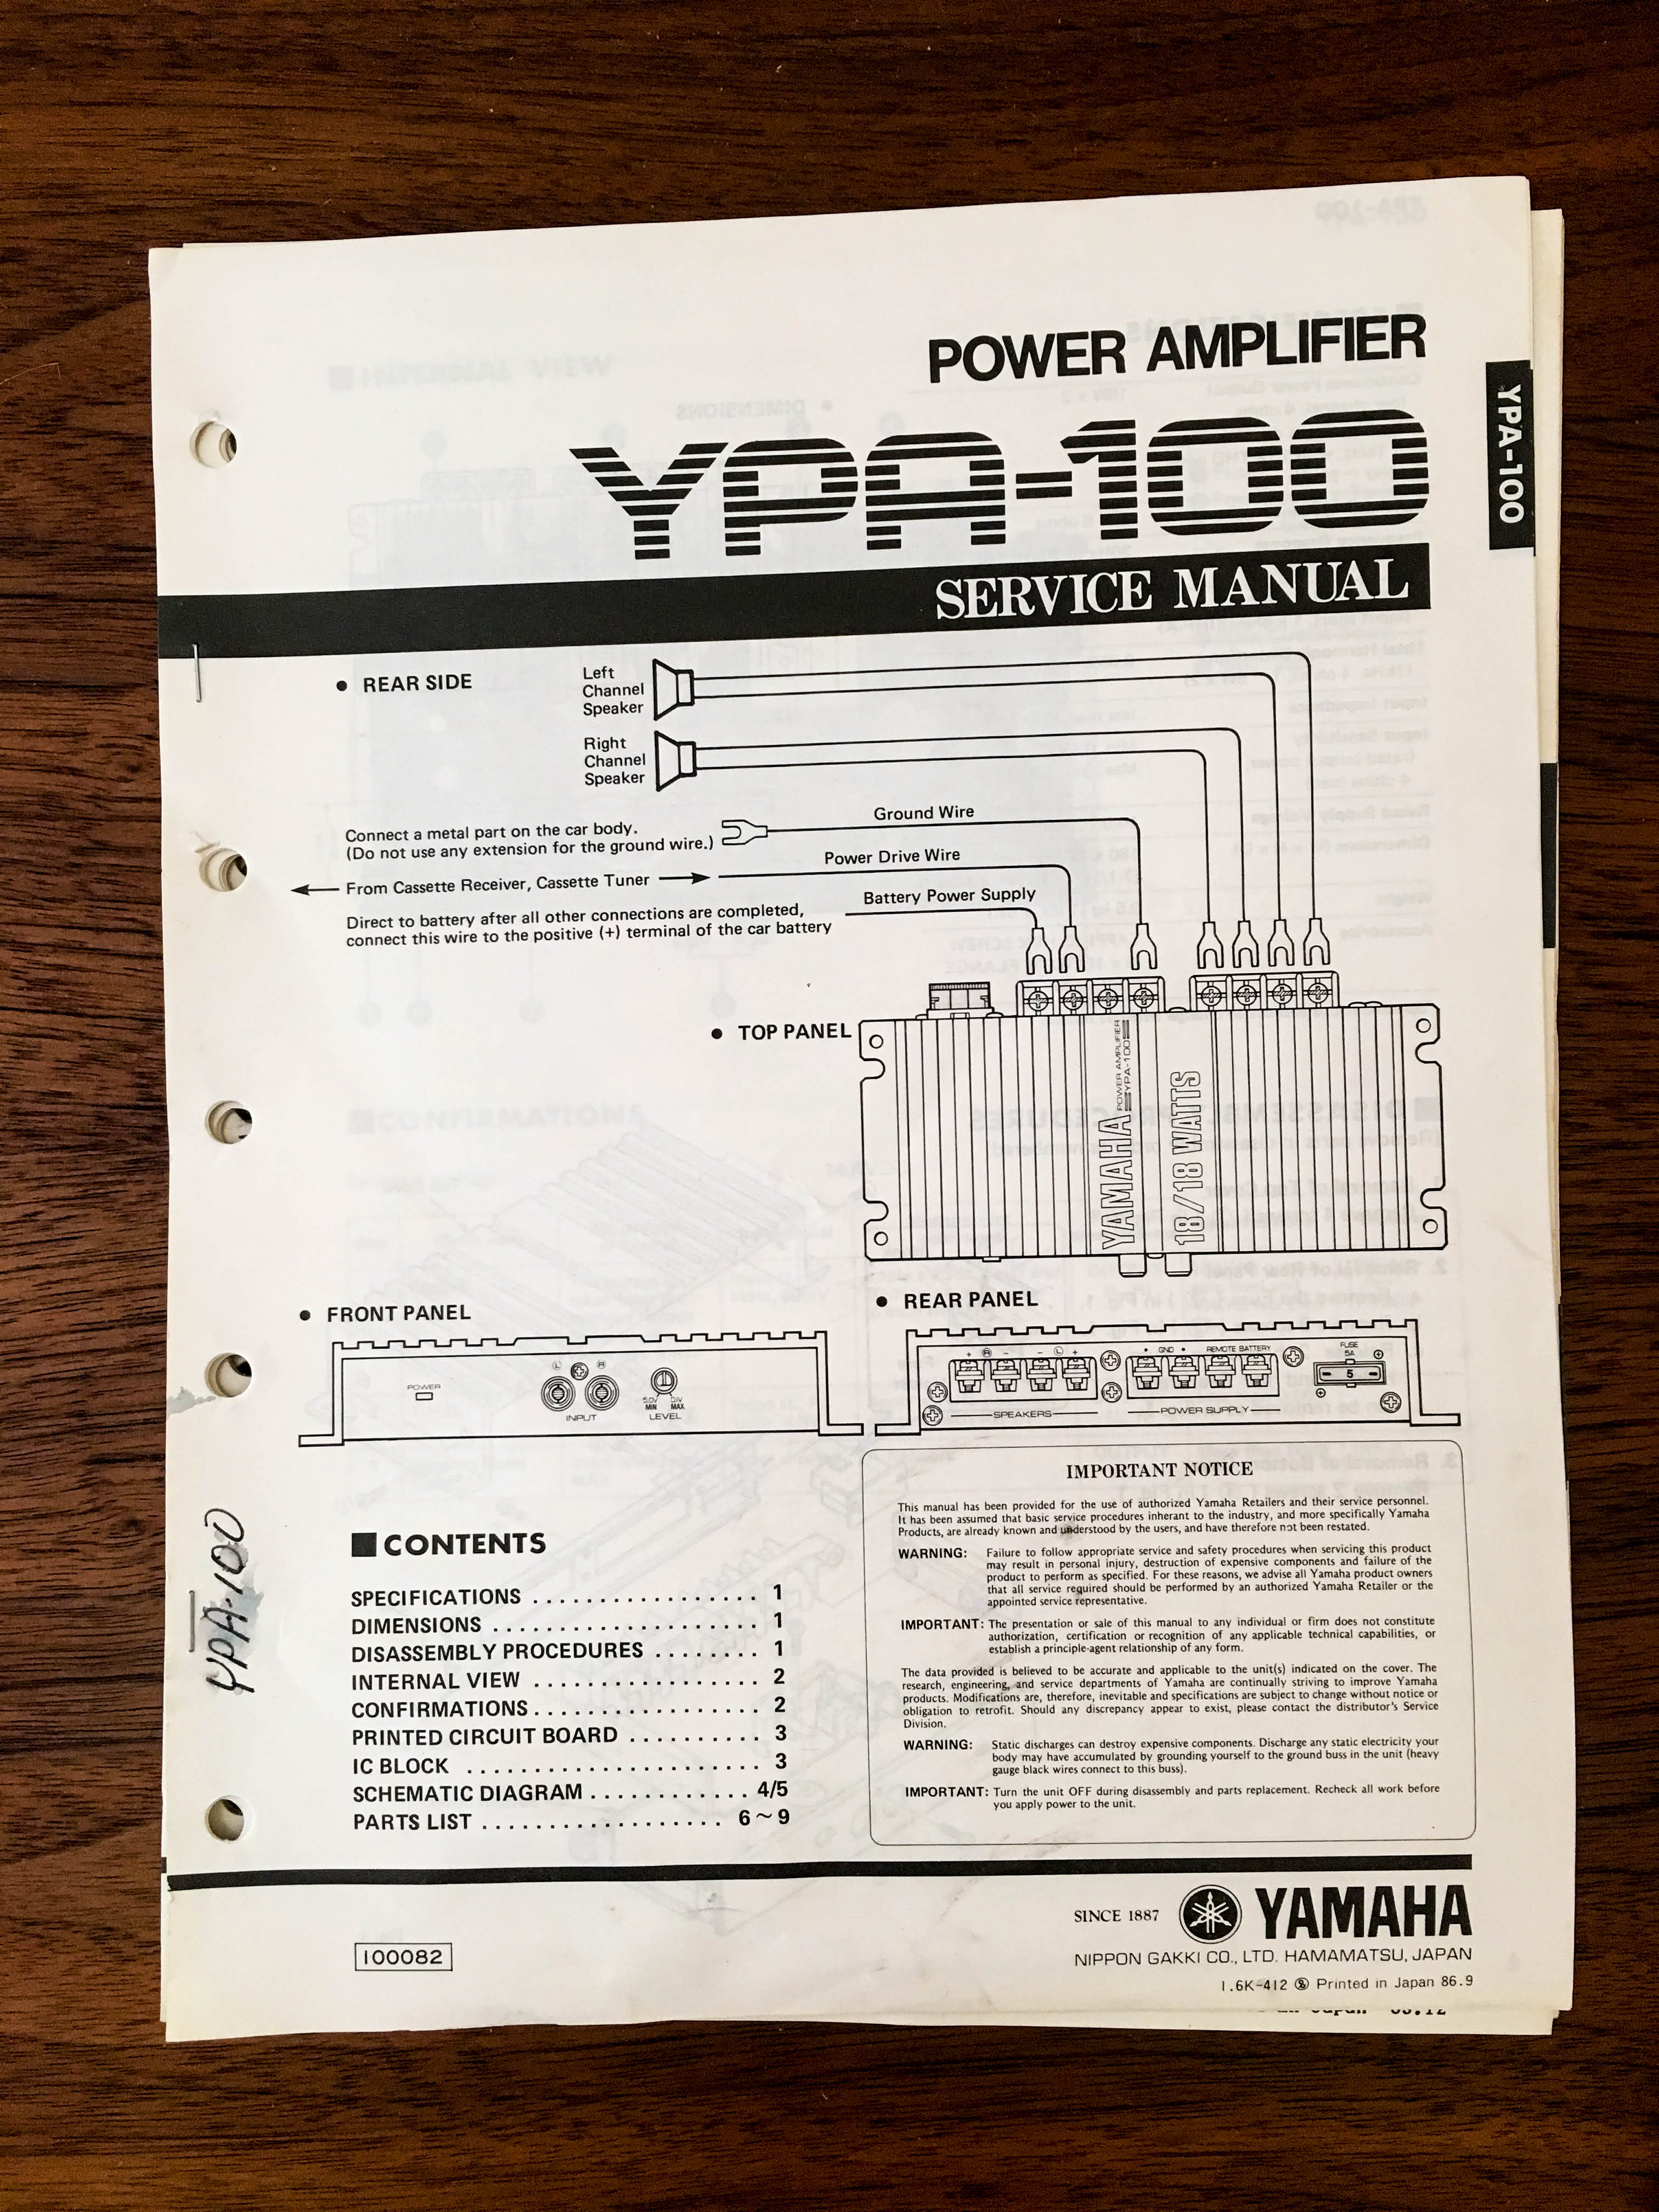 POWER AMPLIFIER
YPA-100
YPA-100
SERVICE MANUAL
● REAR SIDE
Left
Channel
Speaker
Right
Channel
Speaker
Ground Wire
Connect a metal part on the car body.
(Do not use any extension for the ground wire.)
Power Drive Wire
From Cassette Receiver, Cassette Tuner
Battery Power Supply
Direct to battery after all other connections are completed,
connect this wire to the positive (+) terminal of the car battery
● TOP PANEL
YAMAHA POWER AMPLIFIER YPA-100
18/18 WATTS
● FRONT PANEL
POWER
L R
INPUT
5.0V 0.1V
MIN MAX
LEVEL
● REAR PANEL
+ R − − L +
• GND • REMOTE BATTERY
FUSE
5A
5
SPEAKERS
POWER SUPPLY
IMPORTANT NOTICE
This manual has been provided for the use of authorized Yamaha Retailers and their service personnel.
It has been assumed that basic service procedures inherant to the industry, and more specifically Yamaha
Products, are already known and understood by the users, and have therefore not been restated.
WARNING: Failure to follow appropriate service and safety procedures when servicing this product
may result in personal injury, destruction of expensive components and failure of the
product to perform as specified. For these reasons, we advise all Yamaha product owners
that all service required should be performed by an authorized Yamaha Retailer or the
appointed service representative.
IMPORTANT: The presentation or sale of this manual to any individual or firm does not constitute
authorization, certification or recognition of any applicable technical capabilities, or
establish a principle-agent relationship of any form.
The data provided is believed to be accurate and applicable to the unit(s) indicated on the cover. The
research, engineering, and service departments of Yamaha are continually striving to improve Yamaha
products. Modifications are, therefore, inevitable and specifications are subject to change without notice or
obligation to retrofit. Should any discrepancy appear to exist, please contact the distributor's Service
Division.
WARNING: Static discharges can destroy expensive components. Discharge any static electricity your
body may have accumulated by grounding yourself to the ground buss in the unit (heavy
gauge black wires connect to this buss).
IMPORTANT: Turn the unit OFF during disassembly and parts replacement. Recheck all work before
you apply power to the unit.
■ CONTENTS
SPECIFICATIONS . . . . . . . . . . . . . . . . . 1
DIMENSIONS . . . . . . . . . . . . . . . . . . . . 1
DISASSEMBLY PROCEDURES . . . . . . . . 1
INTERNAL VIEW . . . . . . . . . . . . . . . . . 2
CONFIRMATIONS . . . . . . . . . . . . . . . . . 2
PRINTED CIRCUIT BOARD . . . . . . . . . . 3
IC BLOCK . . . . . . . . . . . . . . . . . . . . . . 3
SCHEMATIC DIAGRAM . . . . . . . . . . . . 4/5
PARTS LIST . . . . . . . . . . . . . . . . . . 6 ~ 9
YPA-100
SINCE 1887 YAMAHA
NIPPON GAKKI CO., LTD. HAMAMATSU, JAPAN
1.6K-412 Printed in Japan 86.9
100082